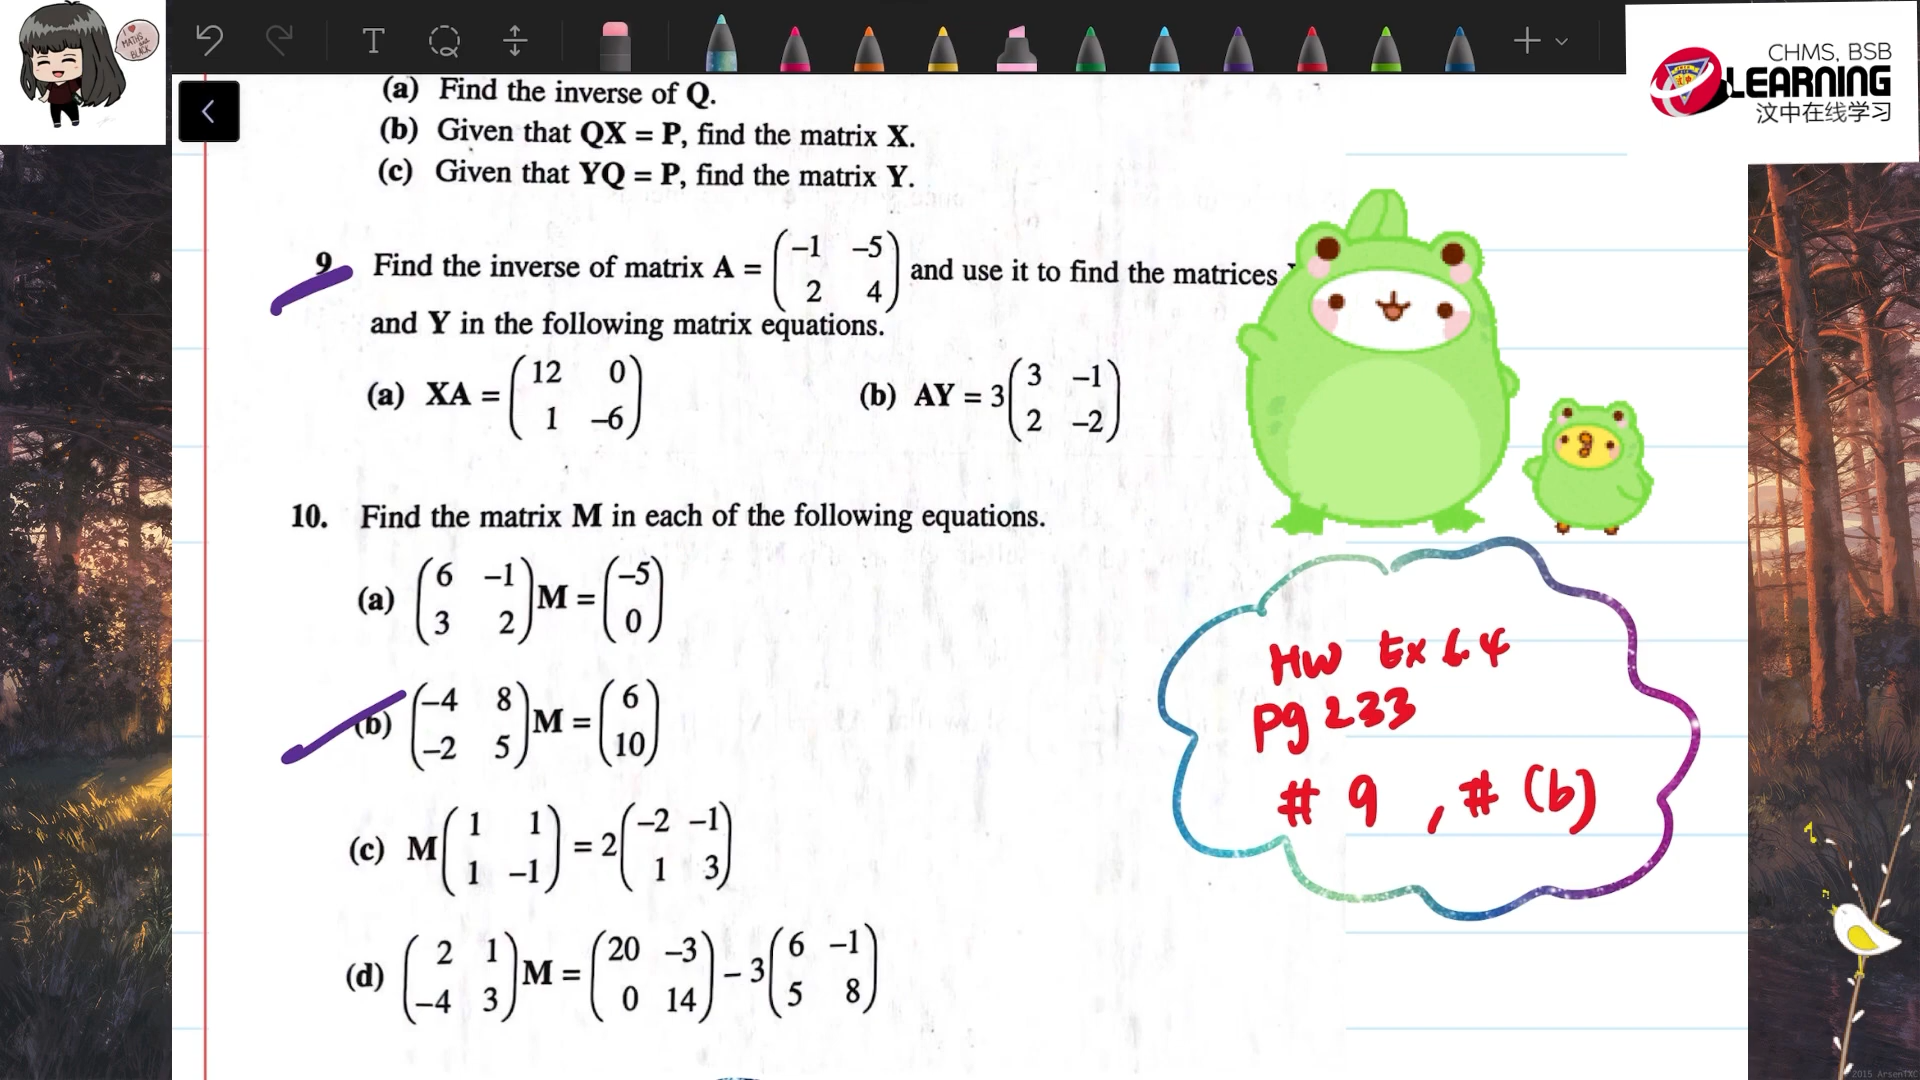 I ♥ MATHS and BLACK
CHMS, BSB
LEARNING
汶中在线学习
(a) Find the inverse of Q.
(b) Given that QX = P, find the matrix X.
(c) Given that YQ = P, find the matrix Y.
9 Find the inverse of matrix A = (−1 −5
2 4) and use it to find the matrices
and Y in the following matrix equations.
(a) XA = (12 0
1 −6)
(b) AY = 3(3 −1
2 −2)
10. Find the matrix M in each of the following equations.
(a) (6 −1
3 2)M = (−5
0)
(b) (−4 8
−2 5)M = (6
10)
(c) M(1 1
1 −1) = 2(−2 −1
1 3)
(d) (2 1
−4 3)M = (20 −3
0 14) − 3(6 −1
5 8)
HW Ex 6.4
Pg 233
# 9 , # (b)
2015 ArsenTXC